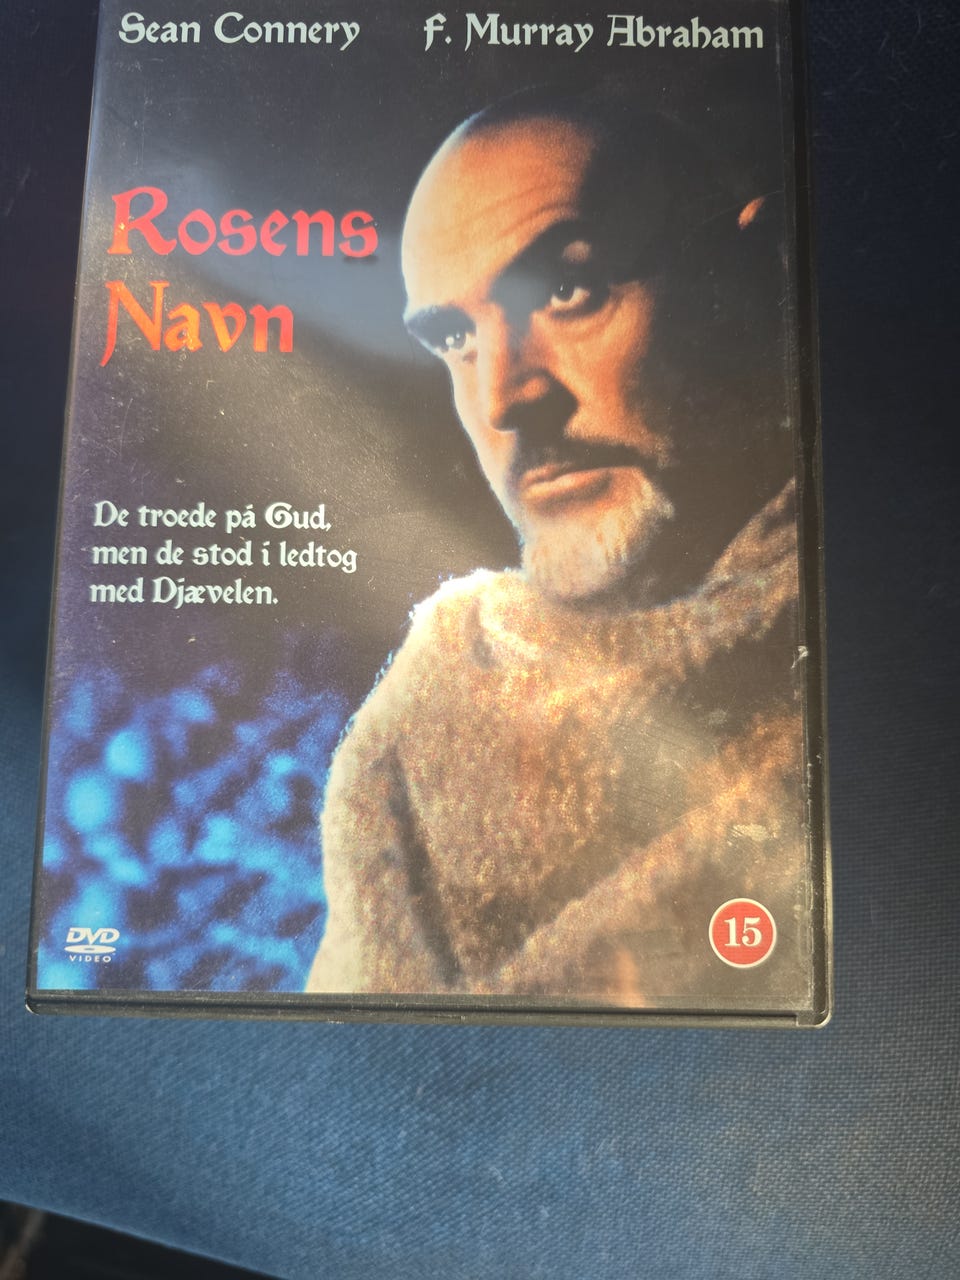 Sean Connery F. Murray Abraham
Rosens
Navn
De troede på Gud,
men de stod i ledtog
med Djævelen.
DVD
VIDEO
15